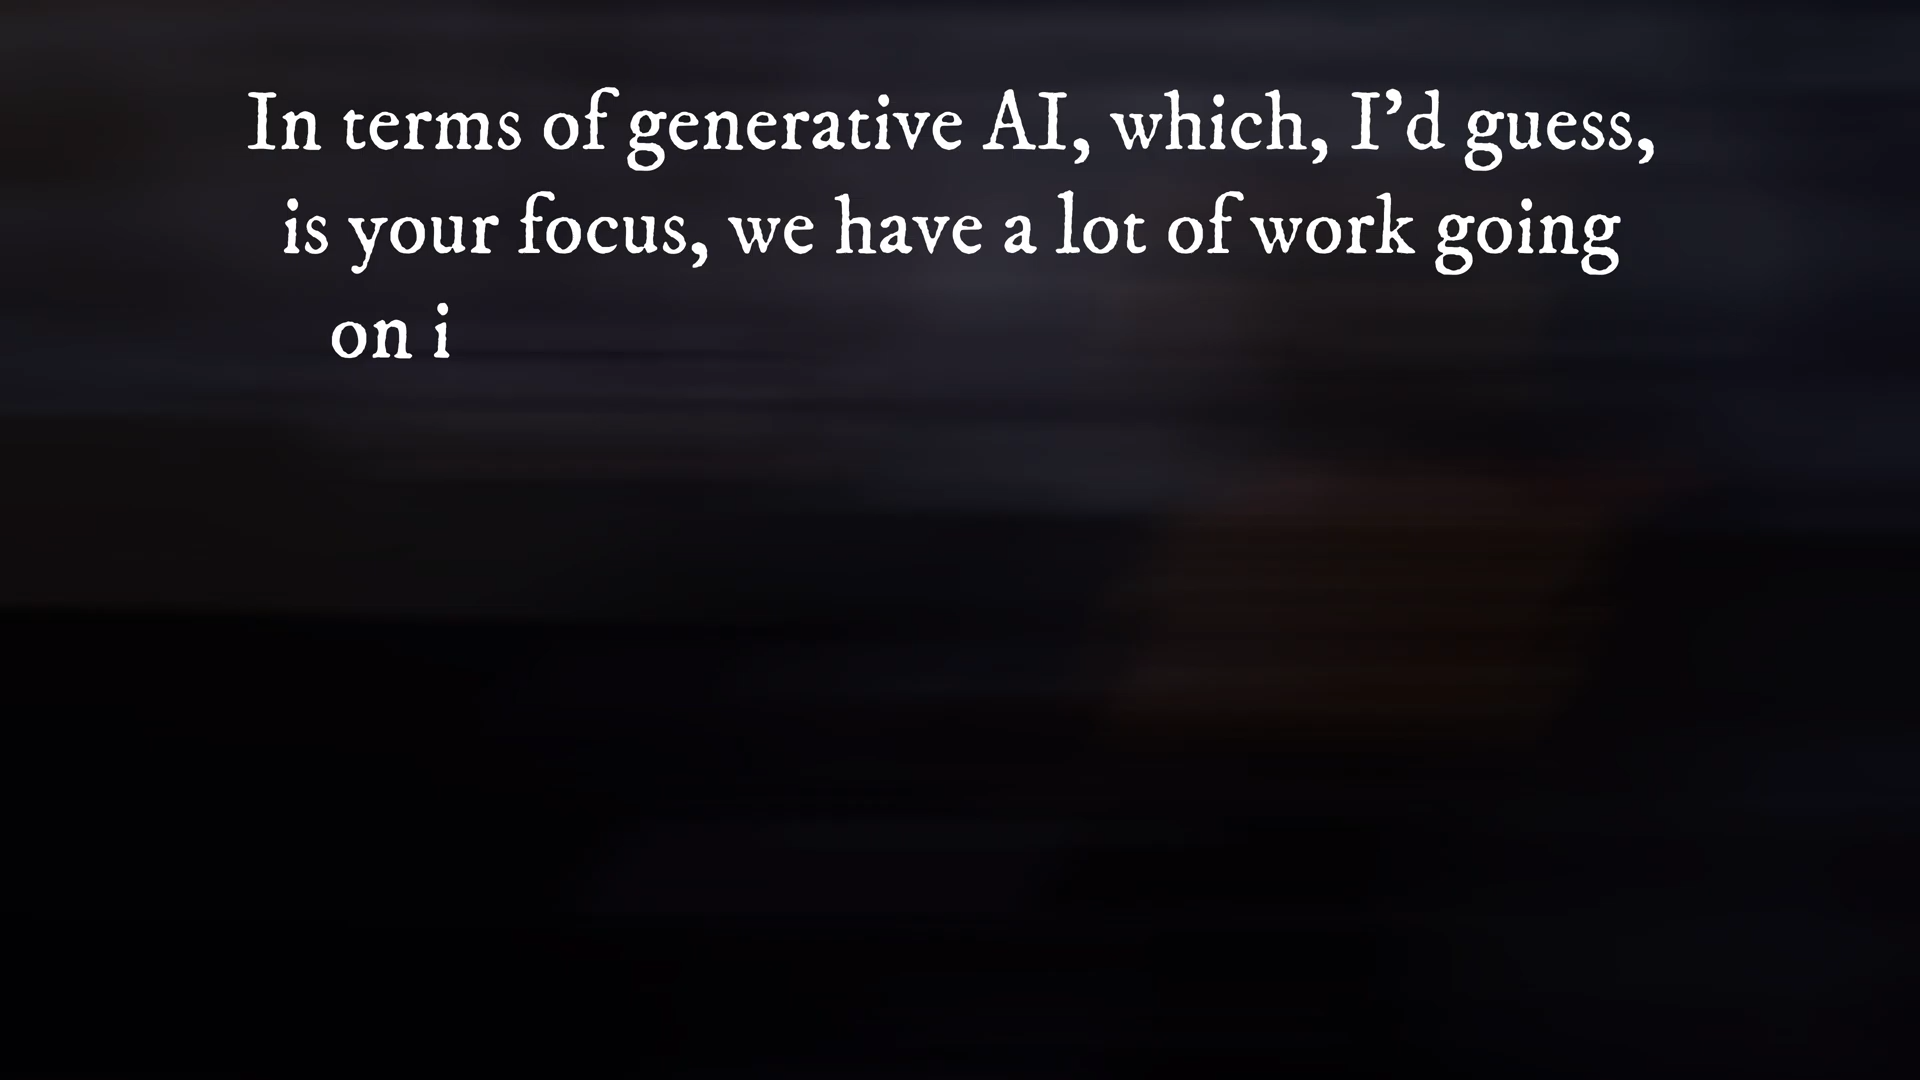 In terms of generative AI, which, I’d guess,
is your focus, we have a lot of work going
on i